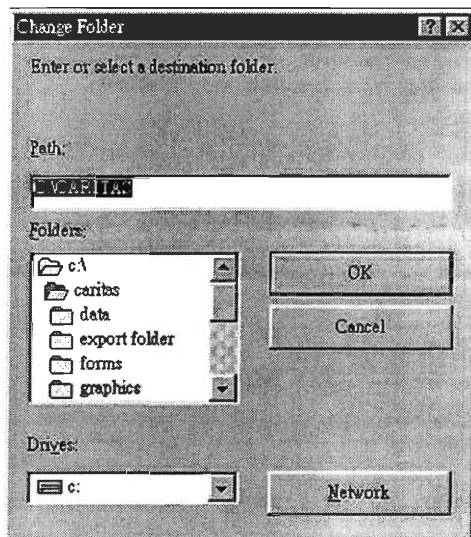 Change Folder
Enter or select a destination folder.
Path:
C:\CARITAS
Folders:
c:\
caritas
data
export folder
forms
graphics
OK
Cancel
Drives:
c:
Network